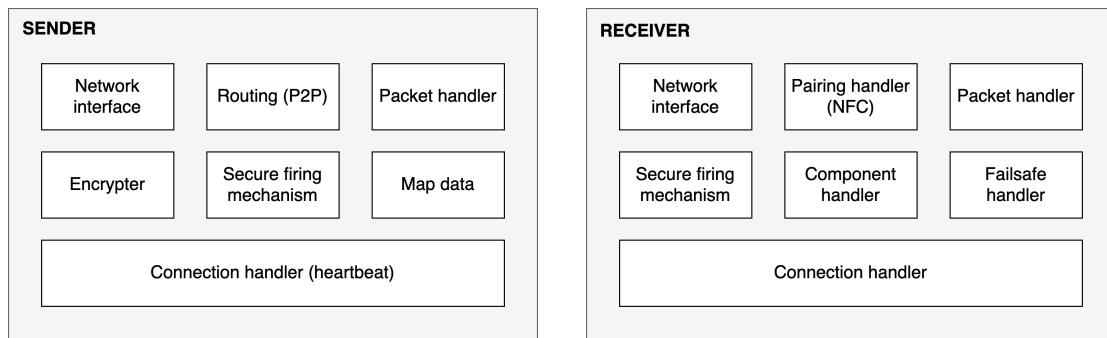 SENDER
Network
interface
Routing (P2P)
Packet handler
Encrypter
Secure firing
mechanism
Map data
Connection handler (heartbeat)
RECEIVER
Network
interface
Pairing handler
(NFC)
Packet handler
Secure firing
mechanism
Component
handler
Failsafe
handler
Connection handler